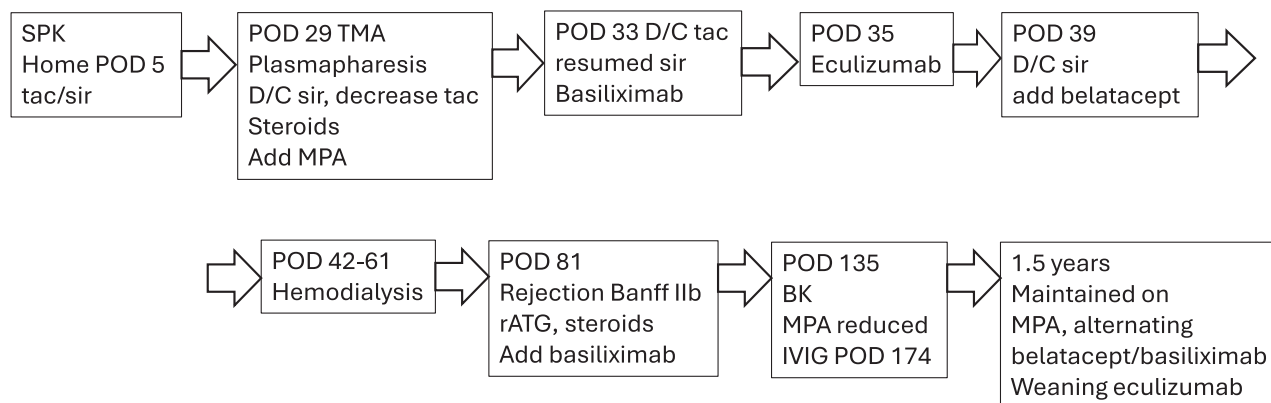 SPK
Home POD 5
tac/sir
POD 29 TMA
Plasmapharesis
D/C sir, decrease tac
Steroids
Add MPA
POD 33 D/C tac
resumed sir
Basiliximab
POD 35
Eculizumab
POD 39
D/C sir
add belatacept
POD 42-61
Hemodialysis
POD 81
Rejection Banff IIb
rATG, steroids
Add basiliximab
POD 135
BK
MPA reduced
IVIG POD 174
1.5 years
Maintained on
MPA, alternating
belatacept/basiliximab
Weaning eculizumab